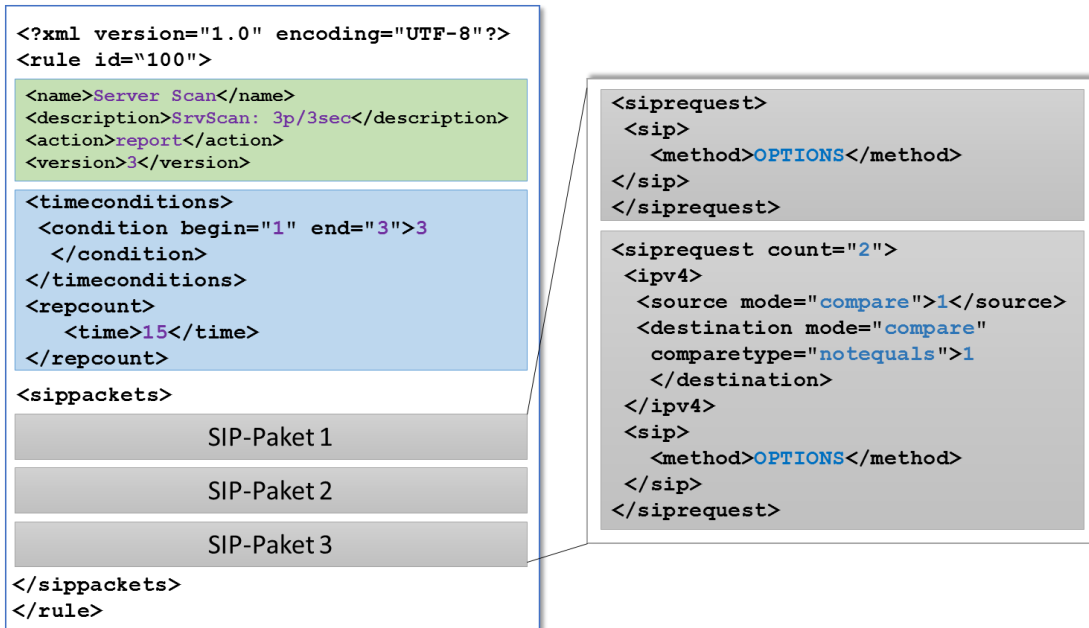 <?xml version="1.0" encoding="UTF-8"?>
<rule id=“100">
<name>Server Scan</name>
<description>SrvScan: 3p/3sec</description>
<action>report</action>
<version>3</version>
<timeconditions>
<condition begin="1" end="3">3
</condition>
</timeconditions>
<repcount>
<time>15</time>
</repcount>
<sippackets>
SIP-Paket 1
SIP-Paket 2
SIP-Paket 3
</sippackets>
</rule>
<siprequest>
<sip>
<method>OPTIONS</method>
</sip>
</siprequest>
<siprequest count="2">
<ipv4>
<source mode="compare">1</source>
<destination mode="compare"
comparetype="notequals">1
</destination>
</ipv4>
<sip>
<method>OPTIONS</method>
</sip>
</siprequest>